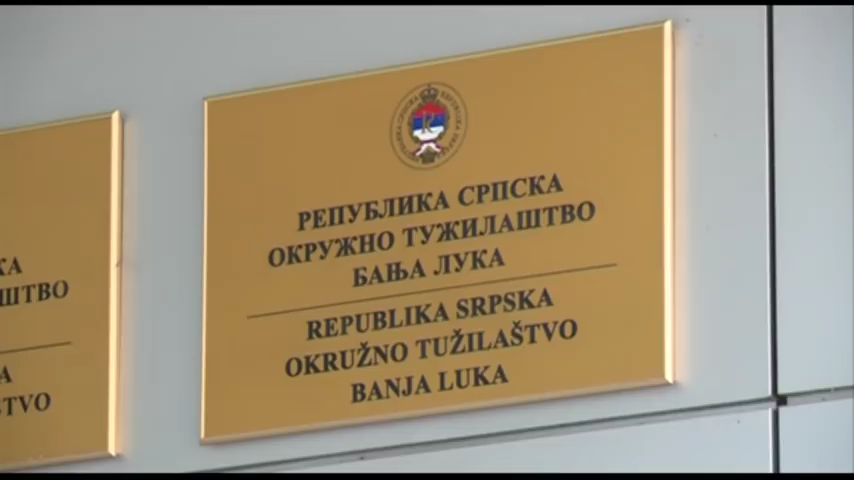 РЕПУБЛИКА СРПСКА
ОКРУЖНО ТУЖИЛАШТВО
БАЊА ЛУКА
REPUBLIKA SRPSKA
OKRUŽNO TUŽILAŠTVO
BANJA LUKA